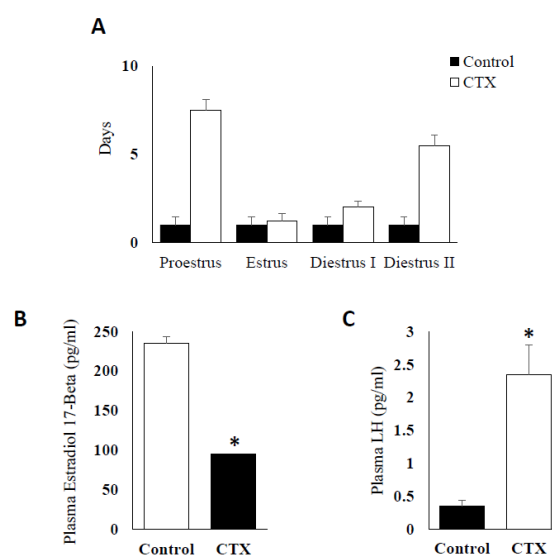 A
Control
CTX
10
5
0
Days
Proestrus
Estrus
Diestrus I
Diestrus II
B
Plasma Estradiol 17-Beta (pg/ml)
250
200
150
100
50
0
*
Control
CTX
C
Plasma LH (pg/ml)
3
2.5
2
1.5
1
0.5
0
*
Control
CTX